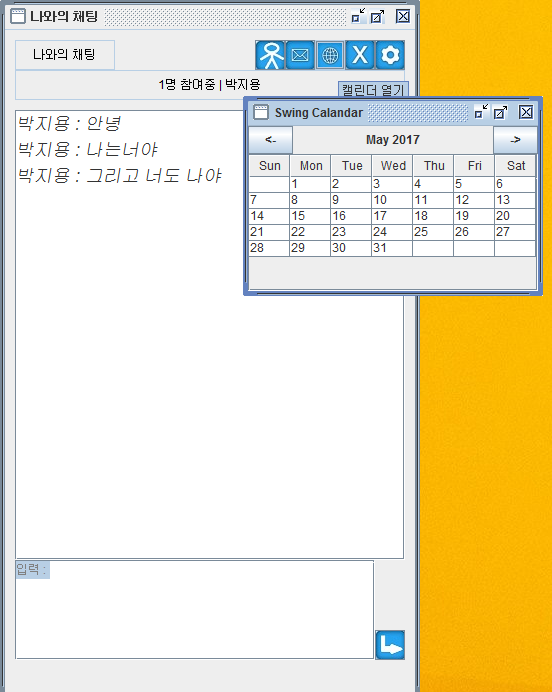 나와의 채팅
나와의 채팅
X
1명 참여중 | 박지용
캘린더 열기
박지용 : 안녕
박지용 : 나는너야
박지용 : 그리고 너도 나야
Swing Calandar
<- May 2017 ->
Sun Mon Tue Wed Thu Fri Sat
1 2 3 4 5 6
7 8 9 10 11 12 13
14 15 16 17 18 19 20
21 22 23 24 25 26 27
28 29 30 31
입력 :